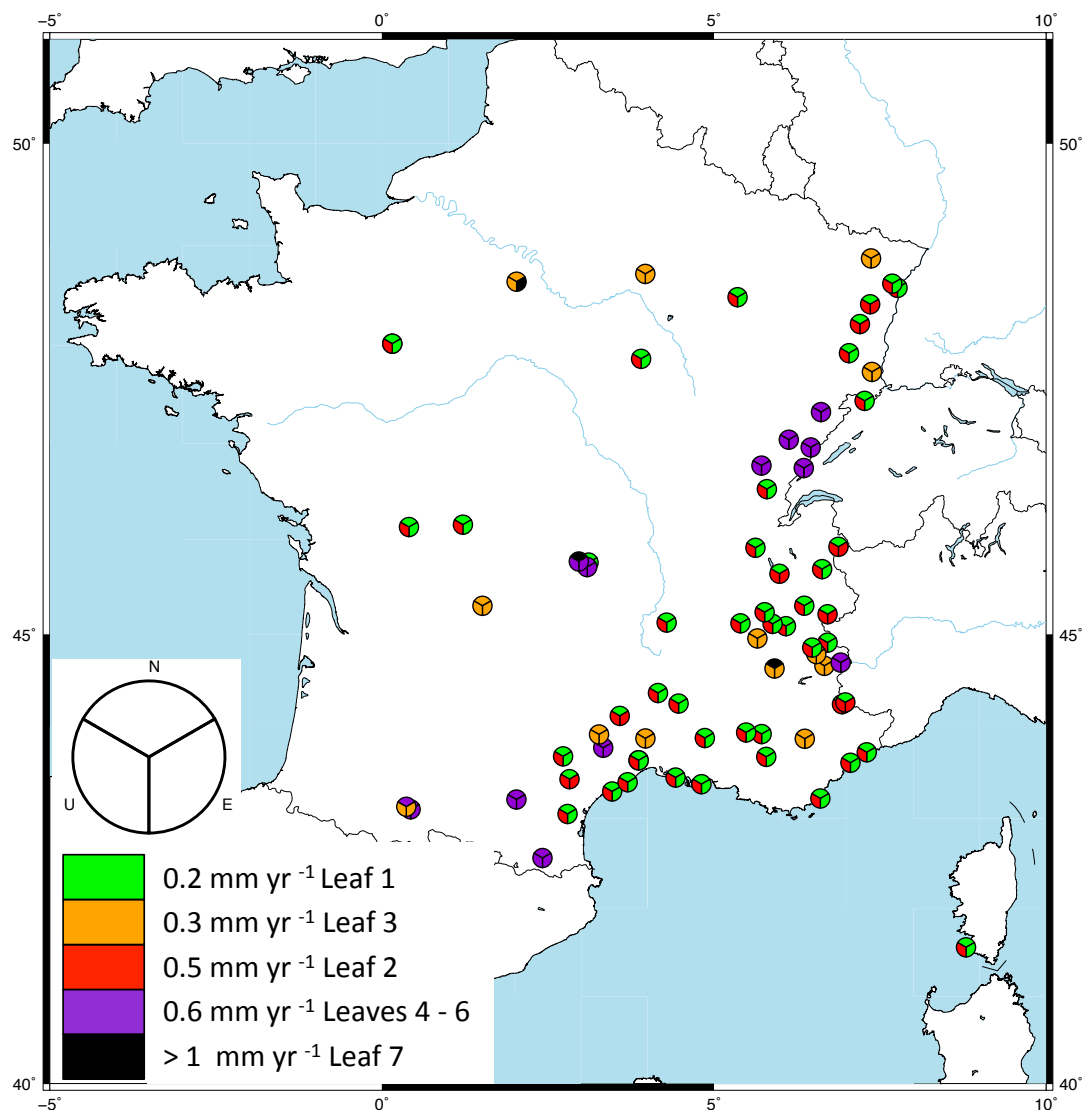 −5˚ 0˚ 5˚ 10˚
50˚ 50˚
45˚ 45˚
N
U E
0.2 mm yr ⁻¹ Leaf 1
0.3 mm yr ⁻¹ Leaf 3
0.5 mm yr ⁻¹ Leaf 2
0.6 mm yr ⁻¹ Leaves 4 - 6
> 1 mm yr ⁻¹ Leaf 7
40˚ 40˚
−5˚ 0˚ 5˚ 10˚